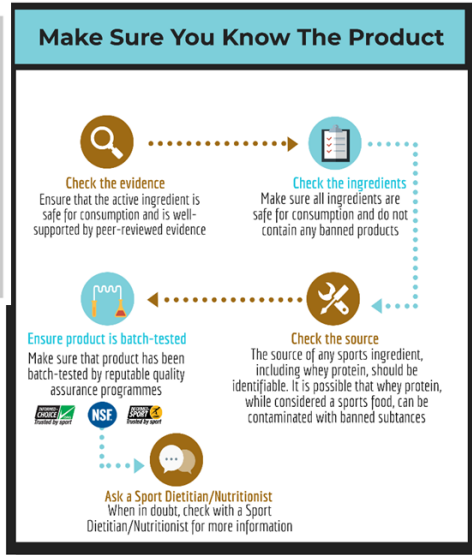 Make Sure You Know The Product
Check the evidence
Ensure that the active ingredient is
safe for consumption and is well-
supported by peer-reviewed evidence
Check the ingredients
Make sure all ingredients are
safe for consumption and do not
contain any banned products
Check the source
The source of any sports ingredient,
including whey protein, should be
identifiable. It is possible that whey protein,
while considered a sports food, can be
contaminated with banned subtances
Ensure product is batch-tested
Make sure that product has been
batch-tested by reputable quality
assurance programmes
INFORMED
CHOICE
Trusted by sport
NSF
INFORMED
SPORT
Trusted by sport
Ask a Sport Dietitian/Nutritionist
When in doubt, check with a Sport
Dietitian/Nutritionist for more information